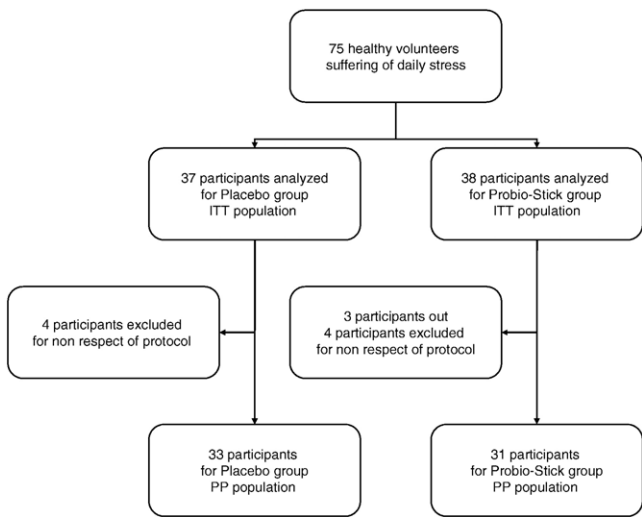 75 healthy volunteers
suffering of daily stress
37 participants analyzed
for Placebo group
ITT population
38 participants analyzed
for Probio-Stick group
ITT population
4 participants excluded
for non respect of protocol
3 participants out
4 participants excluded
for non respect of protocol
33 participants
for Placebo group
PP population
31 participants
for Probio-Stick group
PP population